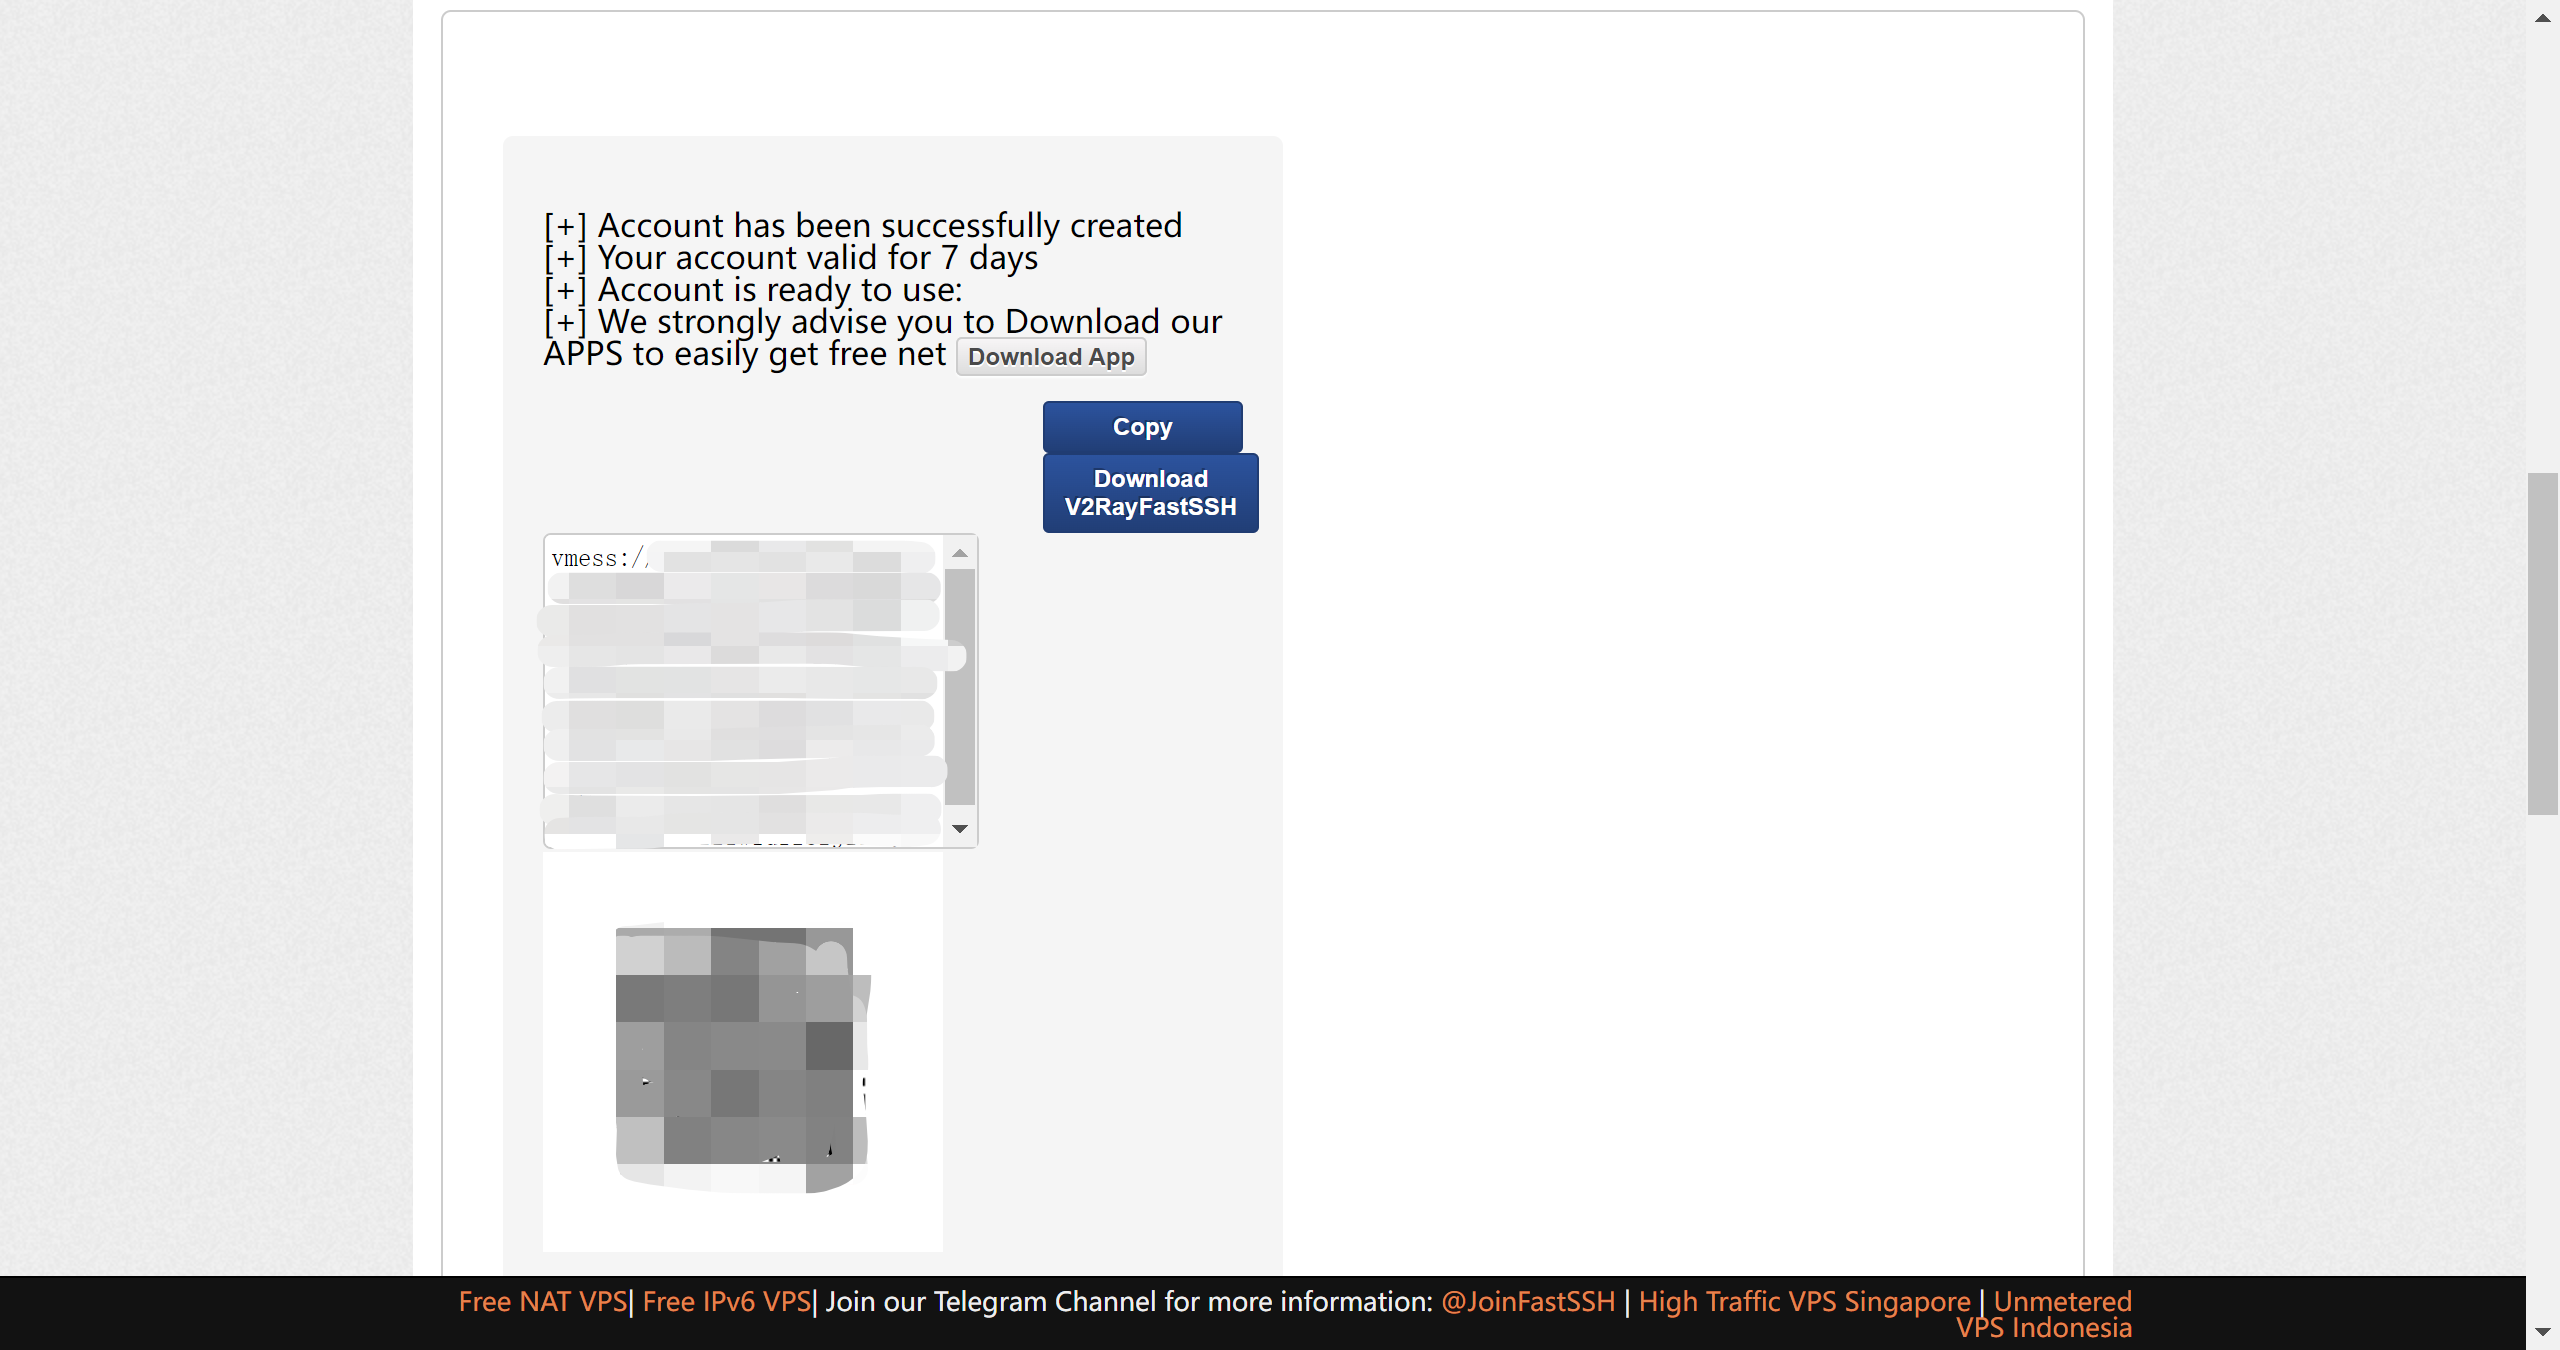 [+] Account has been successfully created
[+] Your account valid for 7 days
[+] Account is ready to use:
[+] We strongly advise you to Download our
APPS to easily get free net Download App
Copy
Download
V2RayFastSSH
vmess://
Free NAT VPS| Free IPv6 VPS| Join our Telegram Channel for more information: @JoinFastSSH | High Traffic VPS Singapore | Unmetered
VPS Indonesia